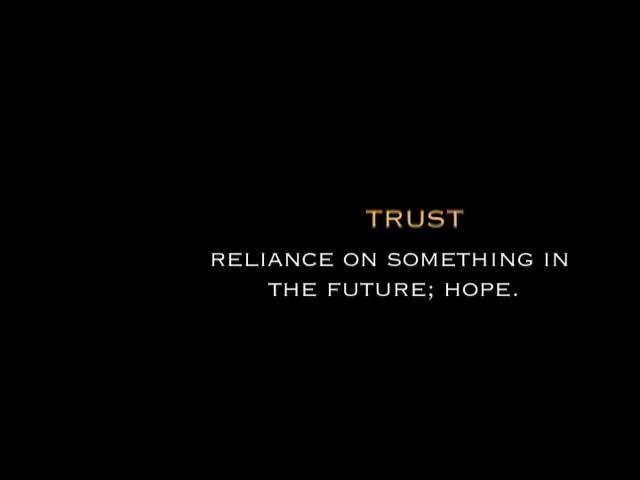 TRUST
RELIANCE ON SOMETHING IN
THE FUTURE; HOPE.